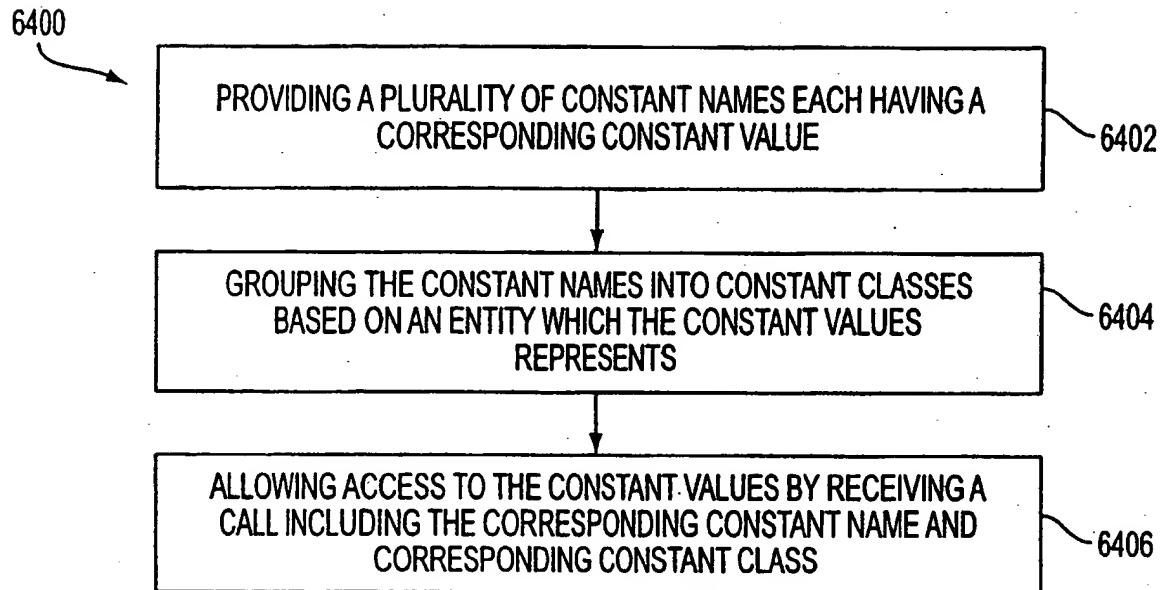 6400
PROVIDING A PLURALITY OF CONSTANT NAMES EACH HAVING A
CORRESPONDING CONSTANT VALUE
6402
GROUPING THE CONSTANT NAMES INTO CONSTANT CLASSES
BASED ON AN ENTITY WHICH THE CONSTANT VALUES
REPRESENTS
6404
ALLOWING ACCESS TO THE CONSTANT VALUES BY RECEIVING A
CALL INCLUDING THE CORRESPONDING CONSTANT NAME AND
CORRESPONDING CONSTANT CLASS
6406